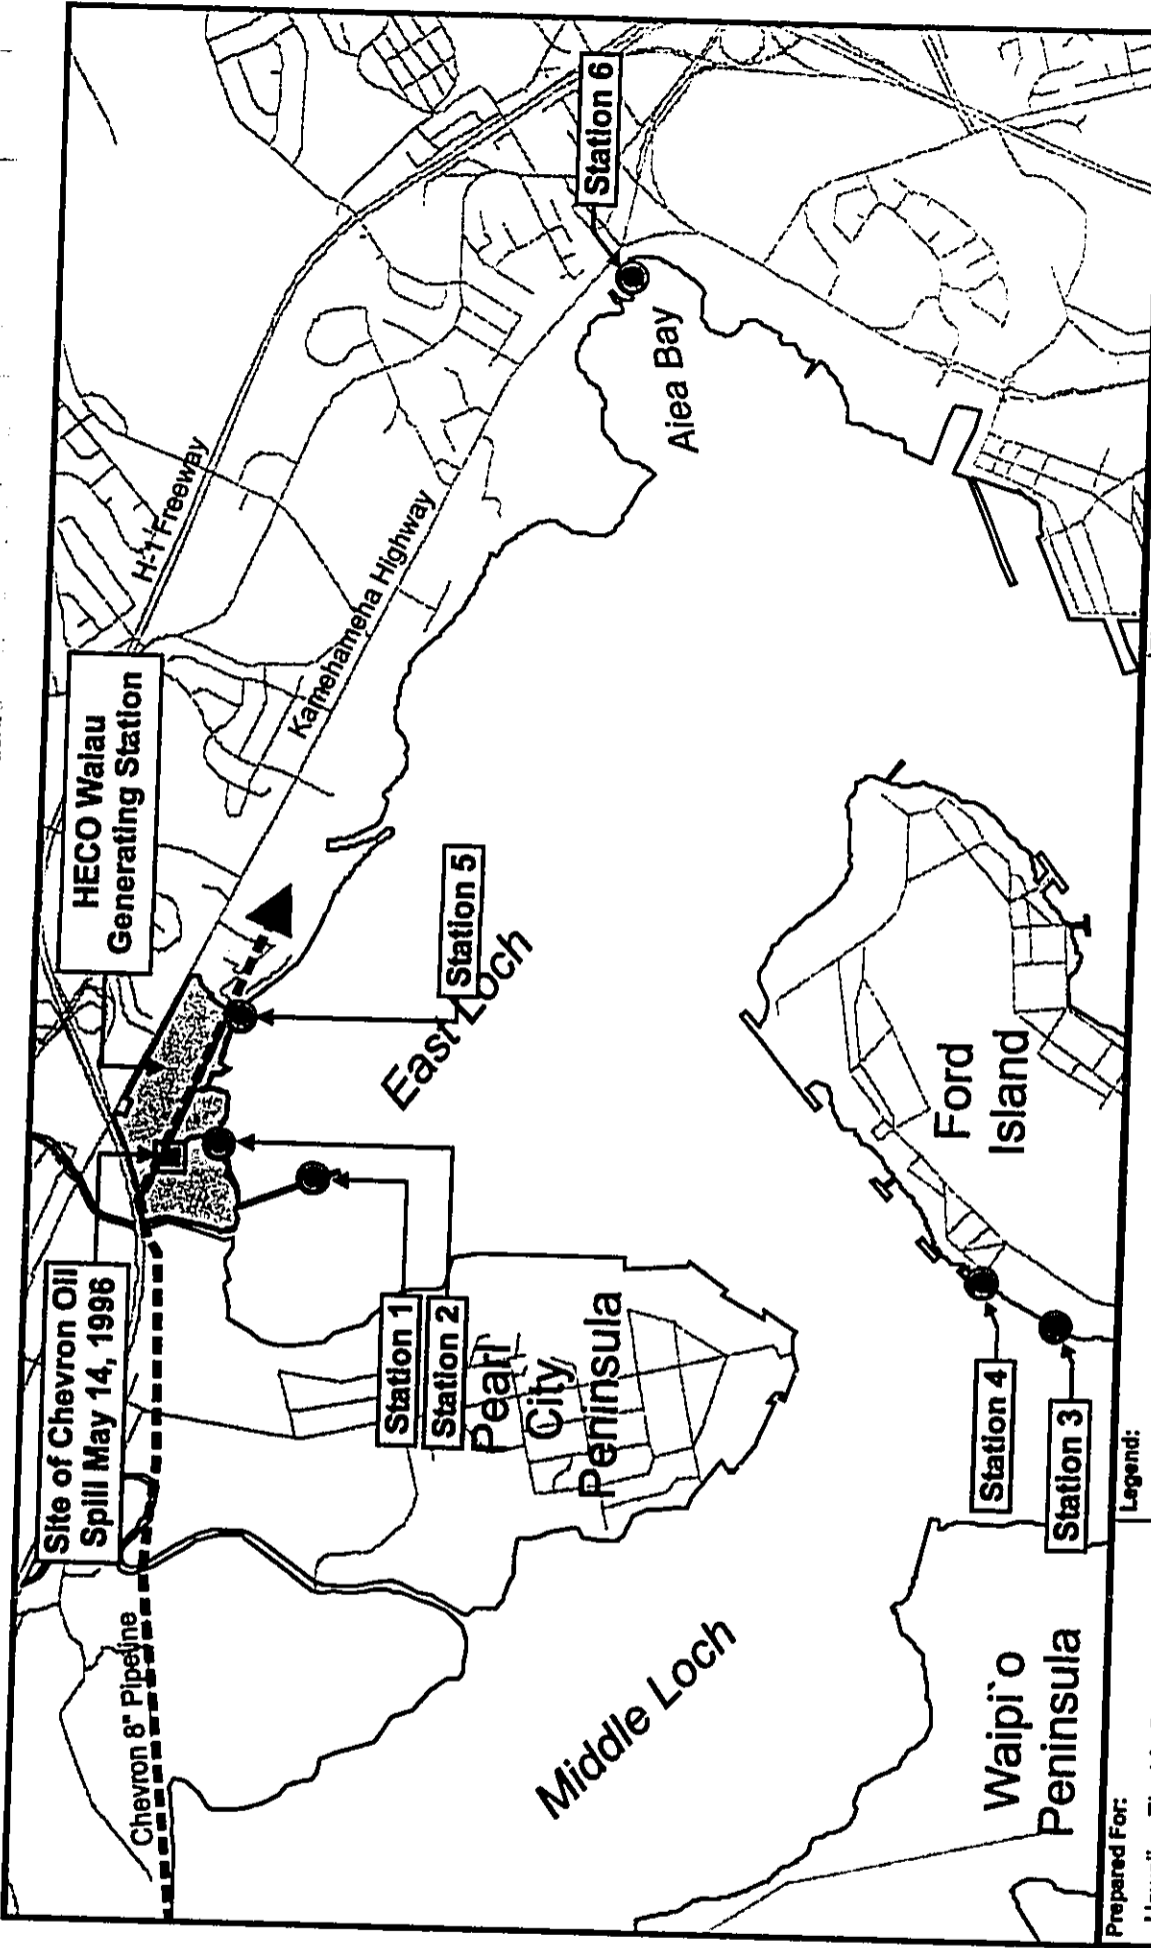 Site of Chevron Oil
Spill May 14, 1996
HECO Waiau
Generating Station
H-1 Freeway
Kamehameha Highway
Chevron 8" Pipeline
Station 6
Station 5
Station 1
Station 2
Aiea Bay
East Loch
Pearl
City
Peninsula
Middle Loch
Ford
Island
Station 4
Station 3
Waipi`o
Peninsula
Prepared For:
Legend: